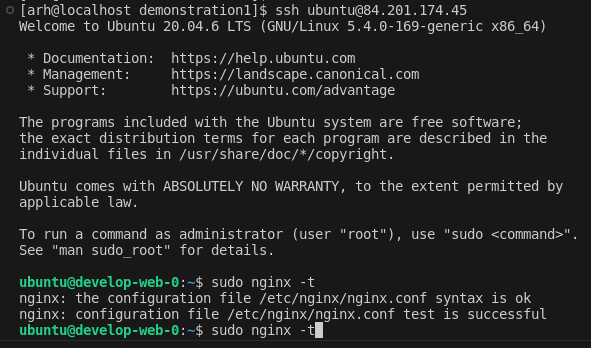 [arh@localhost demonstration1]$ ssh ubuntu@84.201.174.45
Welcome to Ubuntu 20.04.6 LTS (GNU/Linux 5.4.0-169-generic x86_64)
* Documentation: https://help.ubuntu.com
* Management: https://landscape.canonical.com
* Support: https://ubuntu.com/advantage
The programs included with the Ubuntu system are free software;
the exact distribution terms for each program are described in the
individual files in /usr/share/doc/*/copyright.
Ubuntu comes with ABSOLUTELY NO WARRANTY, to the extent permitted by
applicable law.
To run a command as administrator (user "root"), use "sudo <command>".
See "man sudo_root" for details.
ubuntu@develop-web-0:~$ sudo nginx -t
nginx: the configuration file /etc/nginx/nginx.conf syntax is ok
nginx: configuration file /etc/nginx/nginx.conf test is successful
ubuntu@develop-web-0:~$ sudo nginx -t